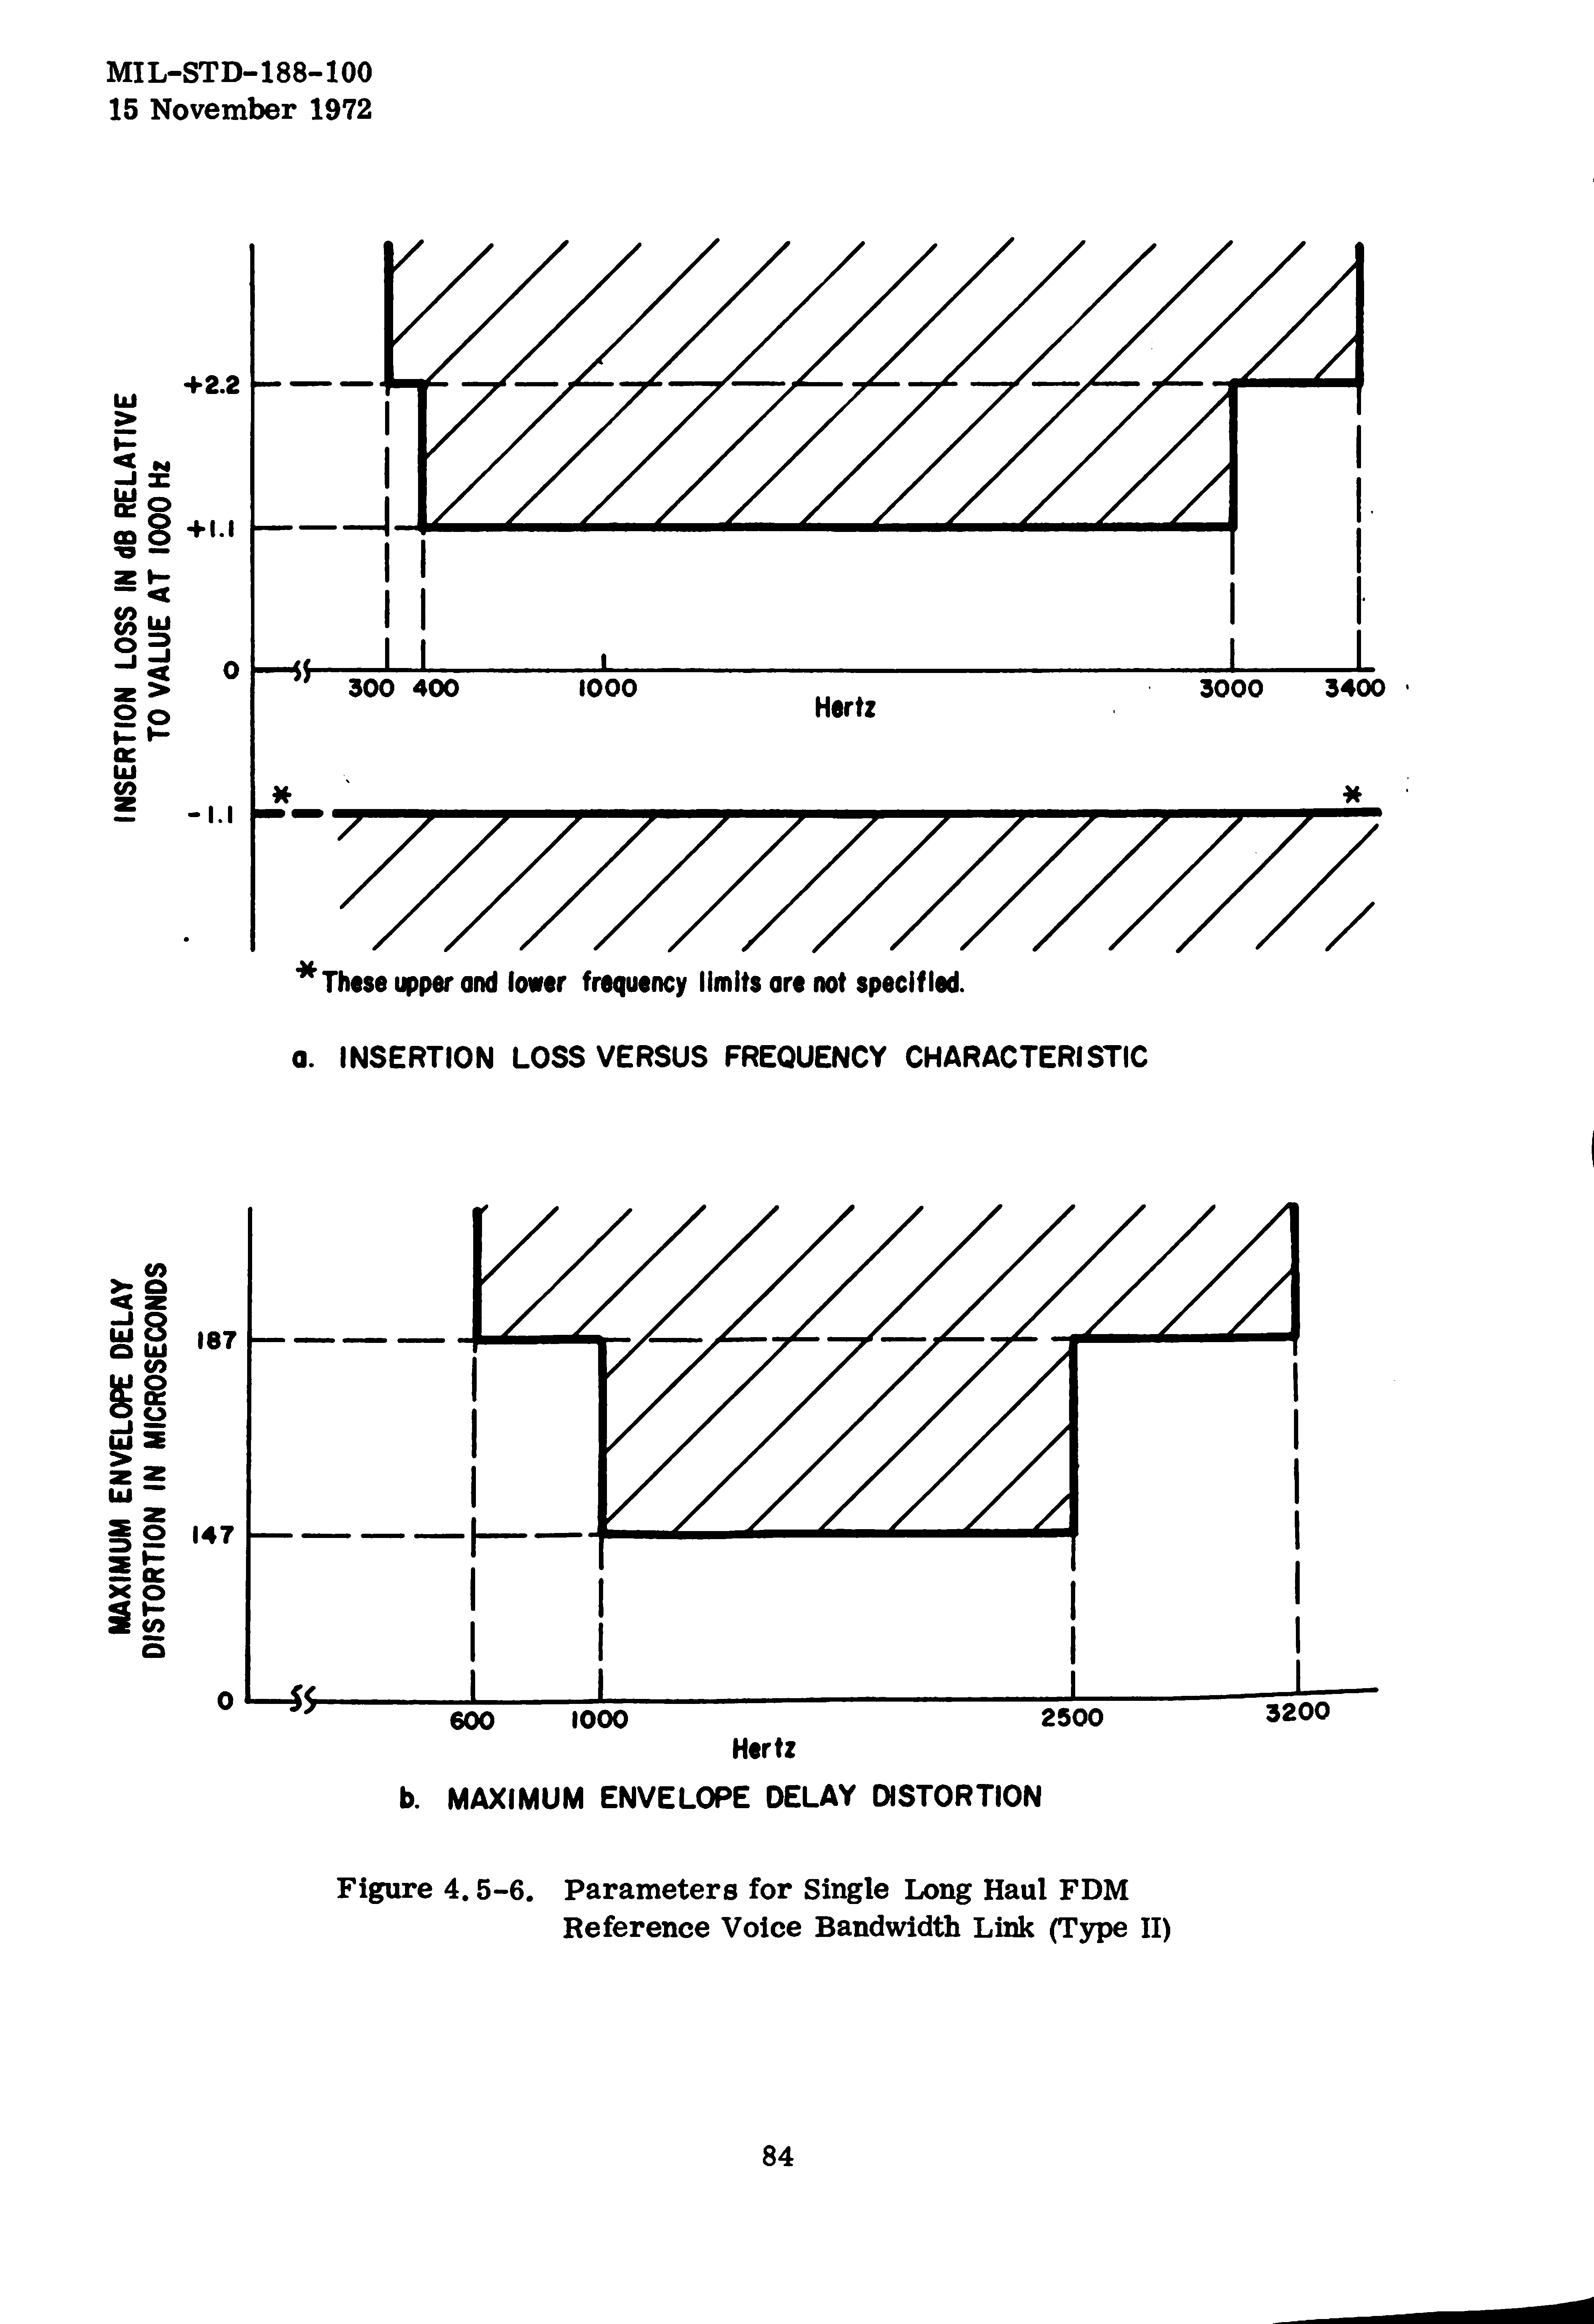 MIL-STD-188-100
15 November 1972
INSERTION LOSS IN dB RELATIVE
TO VALUE AT 1000 Hz
+2.2
+1.1
0
300 400 1000 3000 3400
Hertz
-1.1
* *
* These upper and lower frequency limits are not specified.
a. INSERTION LOSS VERSUS FREQUENCY CHARACTERISTIC
MAXIMUM ENVELOPE DELAY
DISTORTION IN MICROSECONDS
187
147
0
600 1000 2500 3200
Hertz
b. MAXIMUM ENVELOPE DELAY DISTORTION
Figure 4.5-6. Parameters for Single Long Haul FDM
Reference Voice Bandwidth Link (Type II)
84